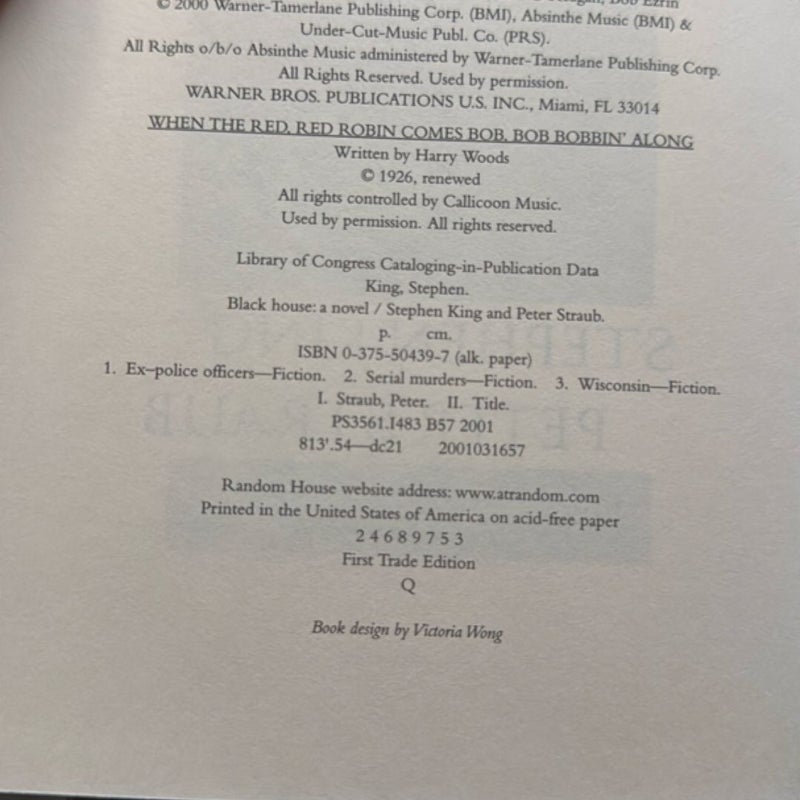 Bob Ezrin
© 2000 Warner-Tamerlane Publishing Corp. (BMI), Absinthe Music (BMI) &
Under-Cut-Music Publ. Co. (PRS).
All Rights o/b/o Absinthe Music administered by Warner-Tamerlane Publishing Corp.
All Rights Reserved. Used by permission.
WARNER BROS. PUBLICATIONS U.S. INC., Miami, FL 33014
WHEN THE RED, RED ROBIN COMES BOB, BOB BOBBIN' ALONG
Written by Harry Woods
© 1926, renewed
All rights controlled by Callicoon Music.
Used by permission. All rights reserved.
Library of Congress Cataloging-in-Publication Data
King, Stephen.
Black house: a novel / Stephen King and Peter Straub.
p. cm.
ISBN 0-375-50439-7 (alk. paper)
1. Ex-police officers—Fiction. 2. Serial murders—Fiction. 3. Wisconsin—Fiction.
I. Straub, Peter. II. Title.
PS3561.I483 B57 2001
813'.54—dc21 2001031657
Random House website address: www.atrandom.com
Printed in the United States of America on acid-free paper
2 4 6 8 9 7 5 3
First Trade Edition
Q
Book design by Victoria Wong